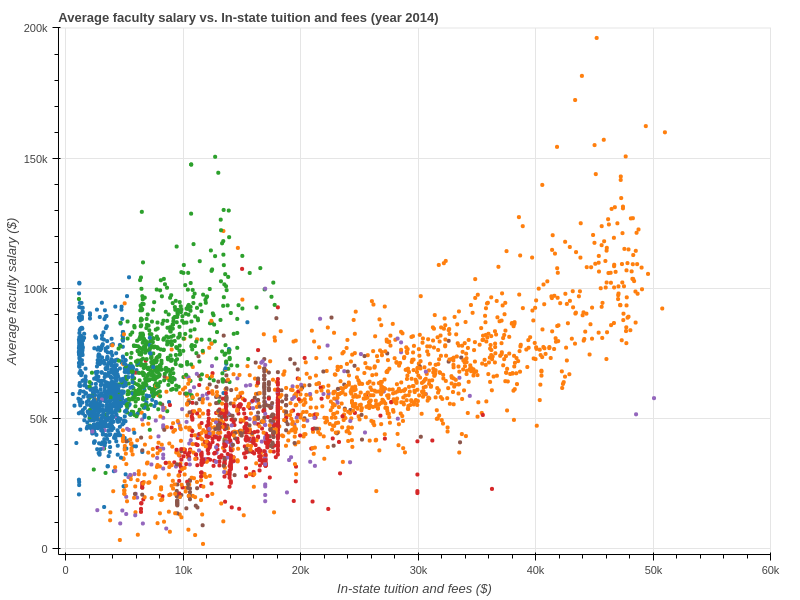 Average faculty salary vs. In-state tuition and fees (year 2014)
200k
150k
100k
50k
0
Average faculty salary ($)
0 10k 20k 30k 40k 50k 60k
In-state tuition and fees ($)